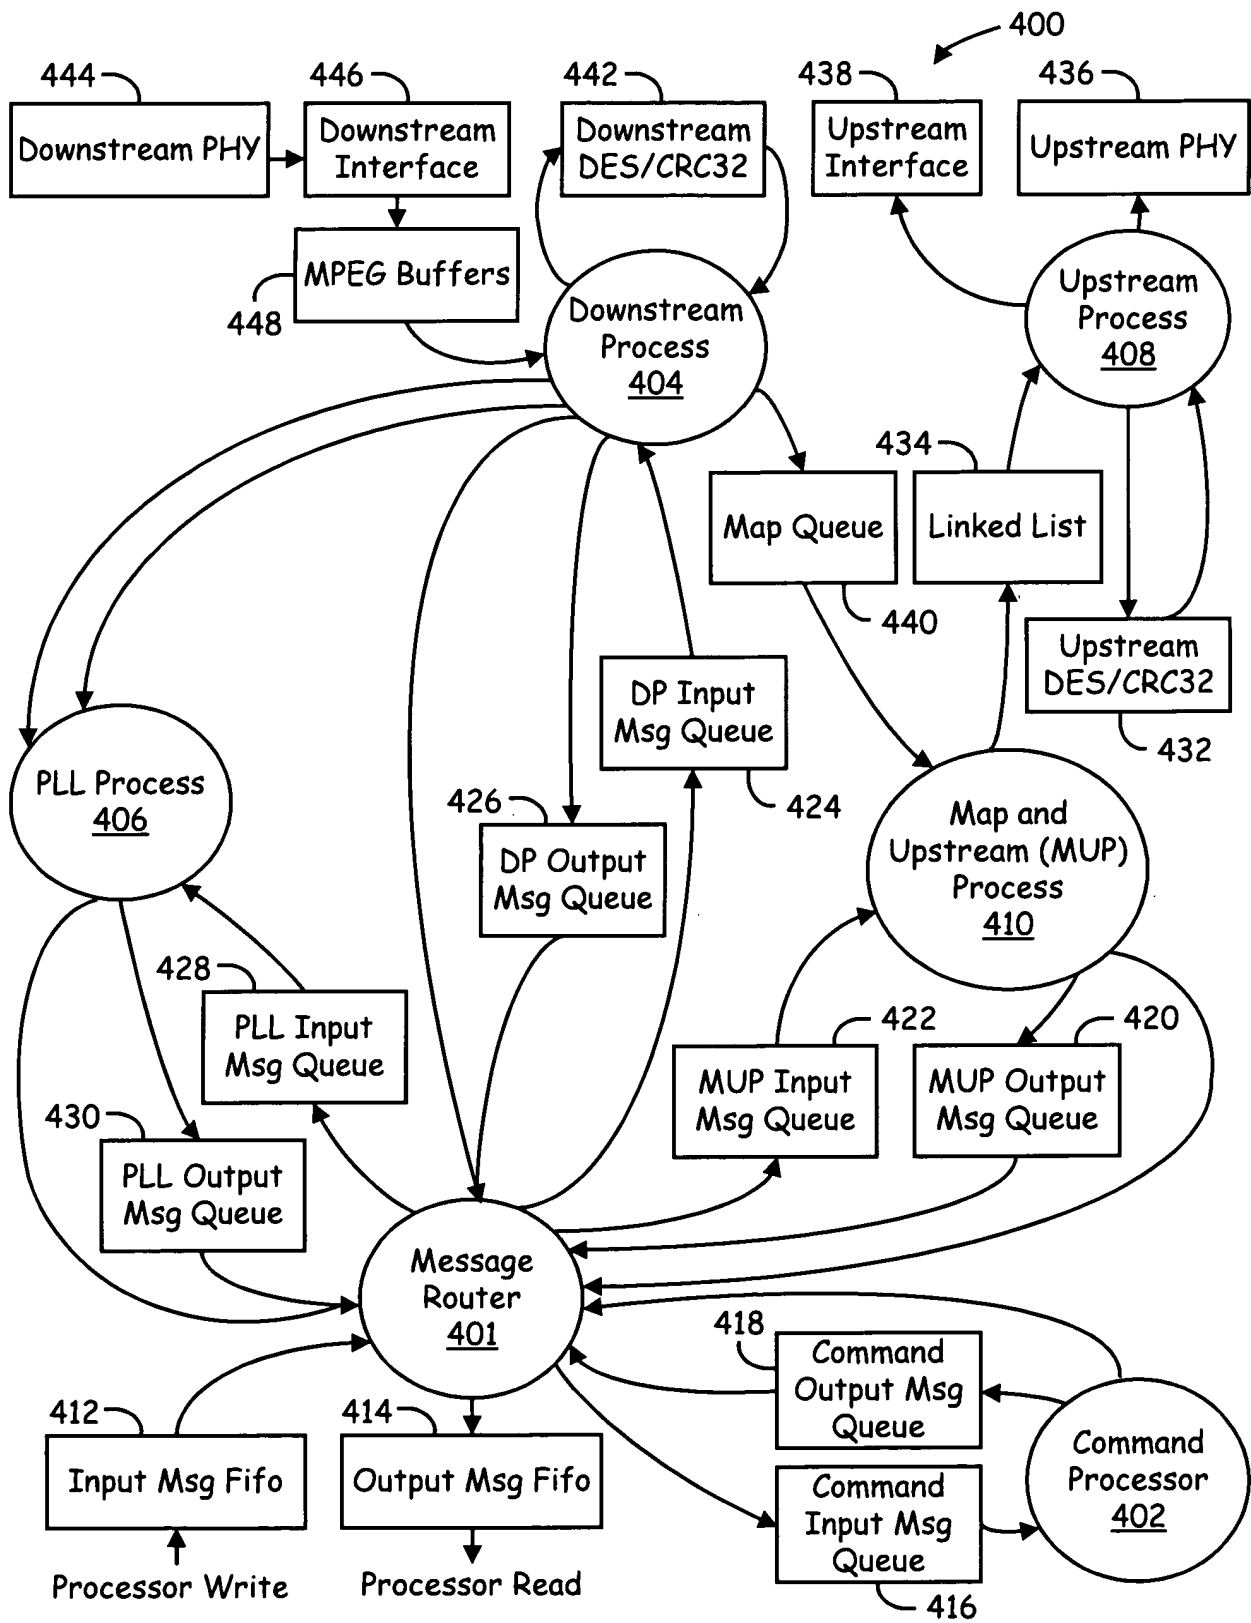 400
444
446
442
438
436
Downstream PHY
Downstream
Interface
Downstream
DES/CRC32
Upstream
Interface
Upstream PHY
MPEG Buffers
448
Downstream
Process
404
Upstream
Process
408
434
Map Queue
Linked List
440
Upstream
DES/CRC32
432
DP Input
Msg Queue
424
PLL Process
406
426
DP Output
Msg Queue
Map and
Upstream (MUP)
Process
410
428
PLL Input
Msg Queue
422
MUP Input
Msg Queue
420
MUP Output
Msg Queue
430
PLL Output
Msg Queue
Message
Router
401
418
Command
Output Msg
Queue
412
Input Msg Fifo
414
Output Msg Fifo
Command
Processor
402
Command
Input Msg
Queue
416
Processor Write
Processor Read